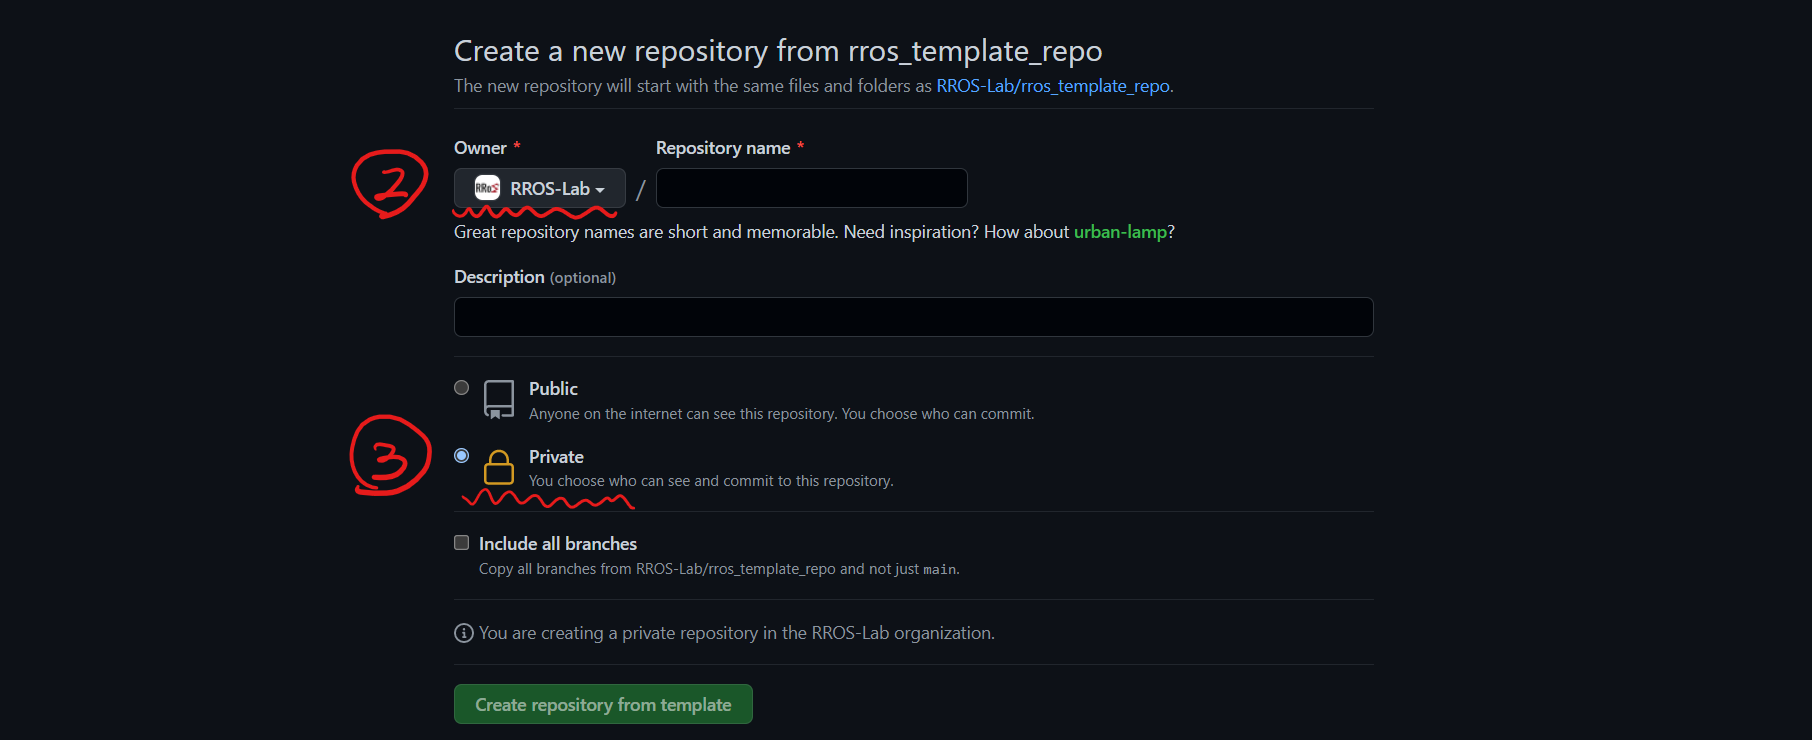 Create a new repository from rros_template_repo
The new repository will start with the same files and folders as RROS-Lab/rros_template_repo.
Owner * Repository name *
2 RRoS RROS-Lab /
Great repository names are short and memorable. Need inspiration? How about urban-lamp?
Description (optional)
Public
Anyone on the internet can see this repository. You choose who can commit.
3 Private
You choose who can see and commit to this repository.
Include all branches
Copy all branches from RROS-Lab/rros_template_repo and not just main.
You are creating a private repository in the RROS-Lab organization.
Create repository from template